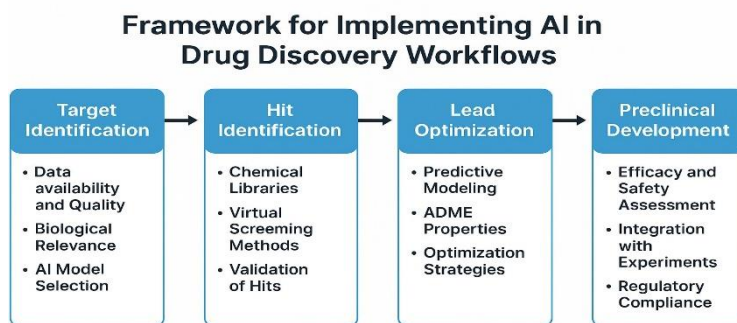 Framework for Implementing AI in
Drug Discovery Workflows
Target
Identification
• Data
availability
and Quality
• Biological
Relevance
• AI Model
Selection
Hit
Identification
• Chemical
Libraries
• Virtual
Screeming
Methods
• Validation
of Hits
Lead
Optimization
• Predictive
Modeling
• ADME
Properties
• Optimization
Strategies
Preclinical
Development
• Efficacy and
Safety
Assessment
• Integration
with
Experiments
• Regulatory
Compliance